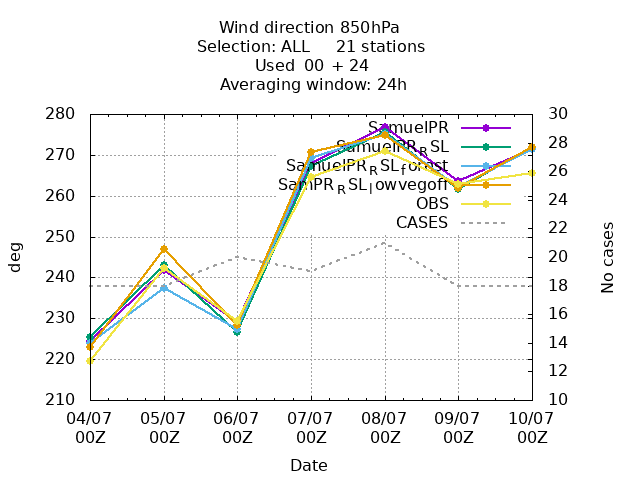 Wind direction 850hPa
Selection: ALL 21 stations
Used 00 + 24
Averaging window: 24h
280 30
270 28
260 26
250 24
240 22
230 20
220 18
210 16
14
12
10
deg
No cases
SamuelPR
SamuelPR_RSL
SamuelPR_RSL_forest
SamPR_RSL_lowvegoff
OBS
CASES
04/07 05/07 06/07 07/07 08/07 09/07 10/07
00Z 00Z 00Z 00Z 00Z 00Z 00Z
Date